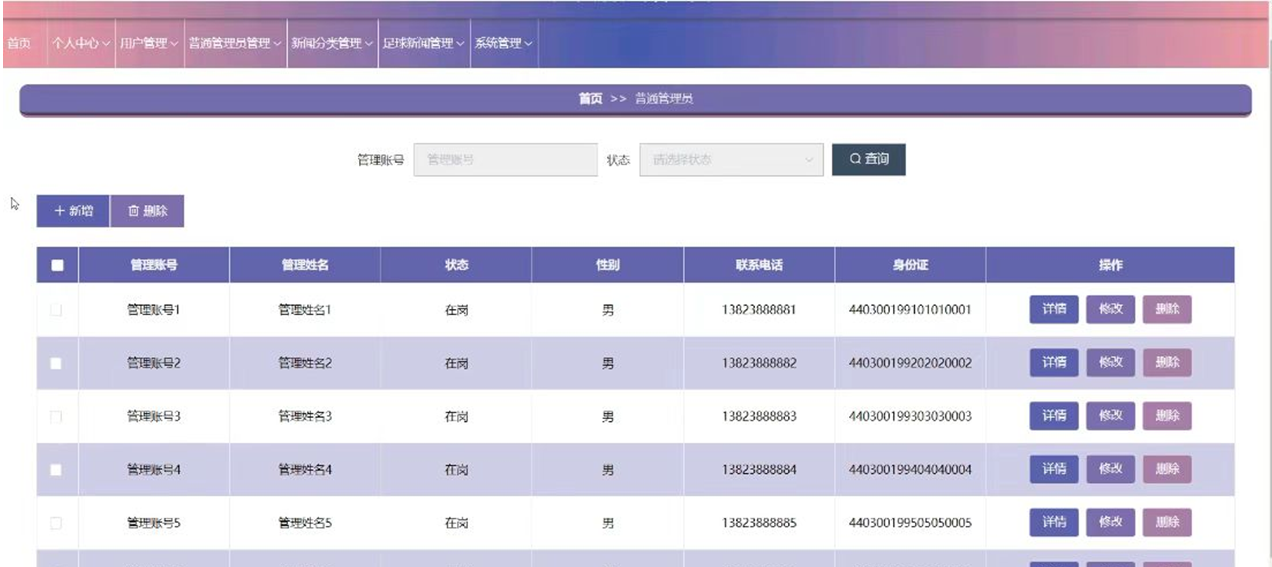 首页 个人中心 用户管理 普通管理员管理 新闻分类管理 足球新闻管理 系统管理
首页 >> 普通管理员
管理账号 管理账号 状态 请选择状态 查询
新增 删除
管理账号 管理姓名 状态 性别 联系电话 身份证 操作
管理账号1 管理姓名1 在岗 男 13823888881 440300199101010001 详情 修改 删除
管理账号2 管理姓名2 在岗 男 13823888882 440300199202020002 详情 修改 删除
管理账号3 管理姓名3 在岗 男 13823888883 440300199303030003 详情 修改 删除
管理账号4 管理姓名4 在岗 男 13823888884 440300199404040004 详情 修改 删除
管理账号5 管理姓名5 在岗 男 13823888885 440300199505050005 详情 修改 删除